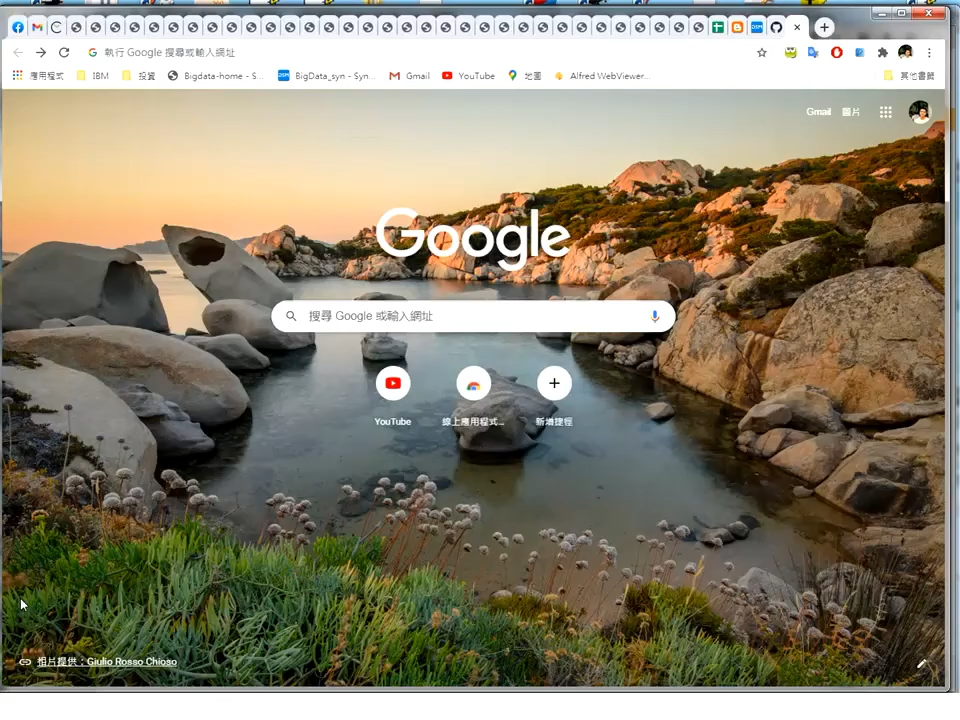 執行 Google 搜尋或輸入網址
應用程式 IBM 投資 Bigdata-home - S... BigData_syn - Syn... Gmail YouTube 地圖 Alfred WebViewer... 其他書籤
Gmail 圖片
Google
搜尋 Google 或輸入網址
YouTube 線上應用程式... 新增捷徑
相片提供：Giulio Rosso Chioso